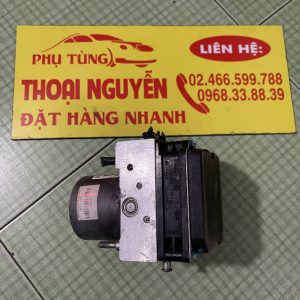 PHỤ TÙNG
LIÊN HỆ:
THOẠI NGUYỄN
02.466.599.788
0968.33.88.39
ĐẶT HÀNG NHANH